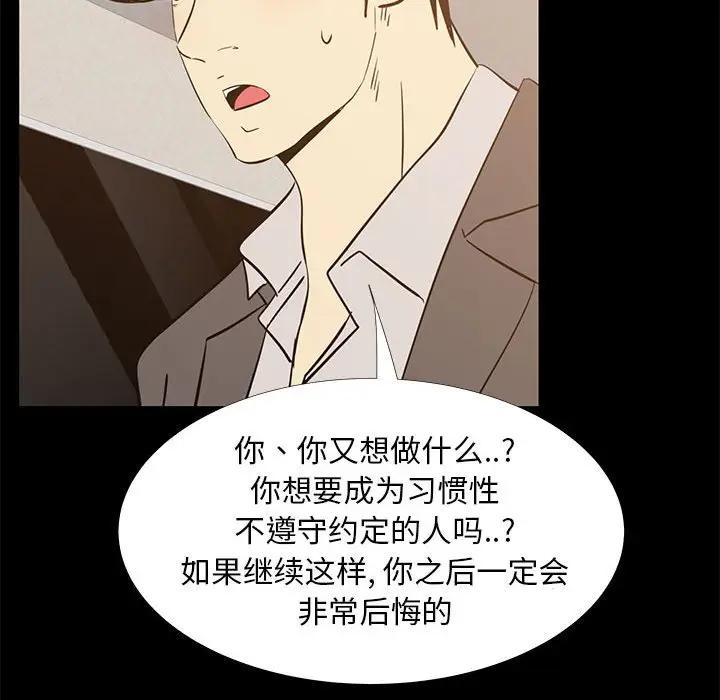 你、你又想做什么..?
你想要成为习惯性
不遵守约定的人吗..?
如果继续这样, 你之后一定会
非常后悔的